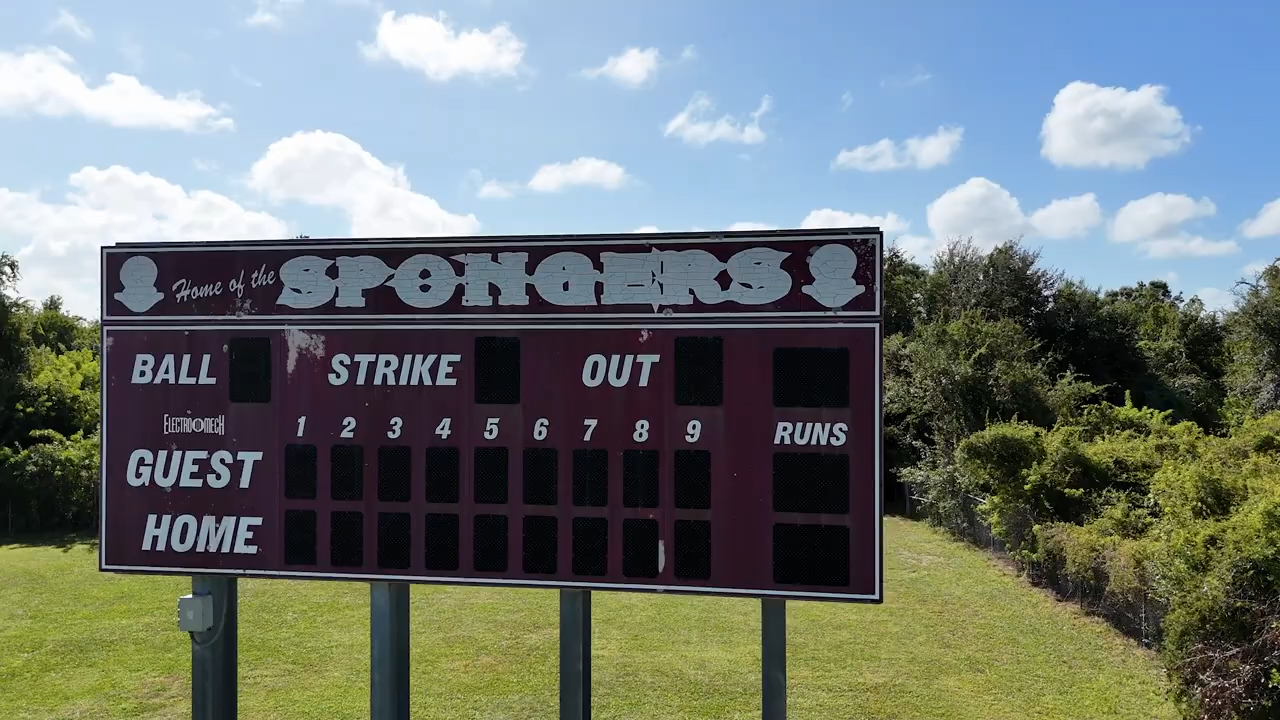 Home of the SPONGERS
BALL STRIKE OUT
ELECTRO-MECH 1 2 3 4 5 6 7 8 9 RUNS
GUEST
HOME